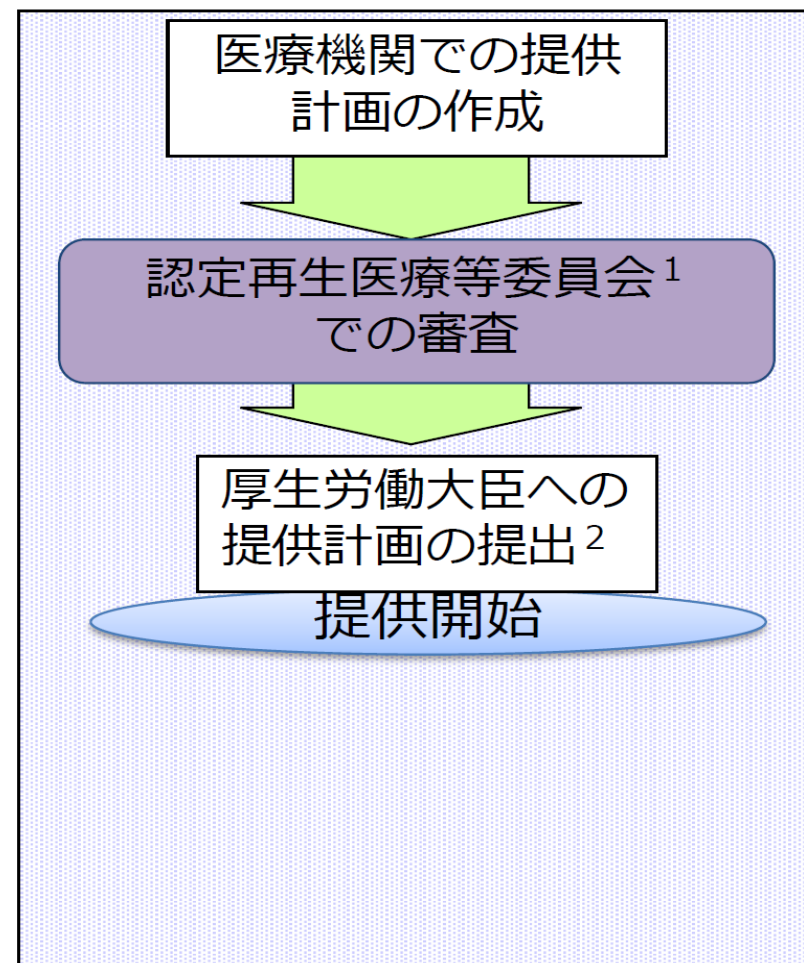 医療機関での提供
計画の作成
認定再生医療等委員会1
での審査
厚生労働大臣への
提供計画の提出2
提供開始